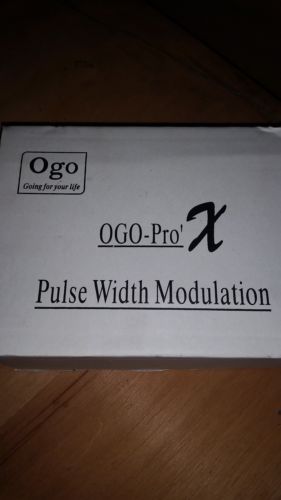 Ogo
Going for your life
OGO-Pro' X
Pulse Width Modulation